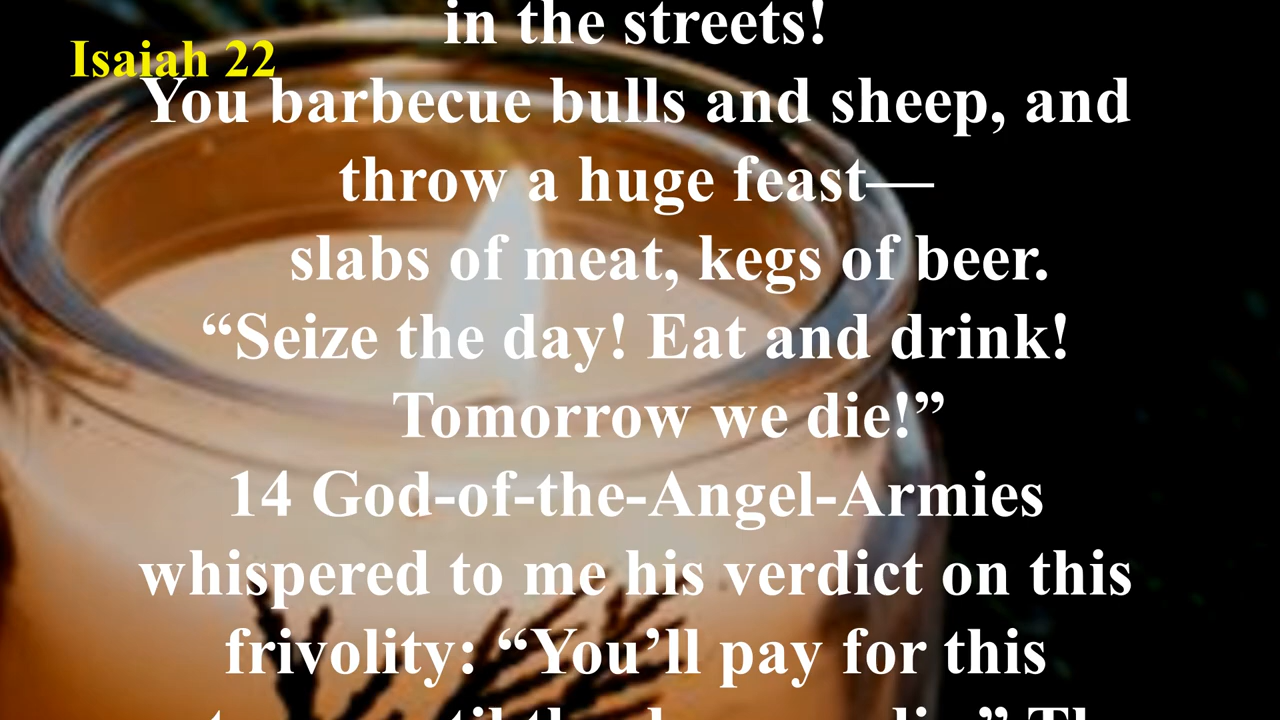 in the streets!
Isaiah 22
You barbecue bulls and sheep, and
throw a huge feast—
slabs of meat, kegs of beer.
“Seize the day! Eat and drink!
Tomorrow we die!”
14 God-of-the-Angel-Armies
whispered to me his verdict on this
frivolity: “You’ll pay for this